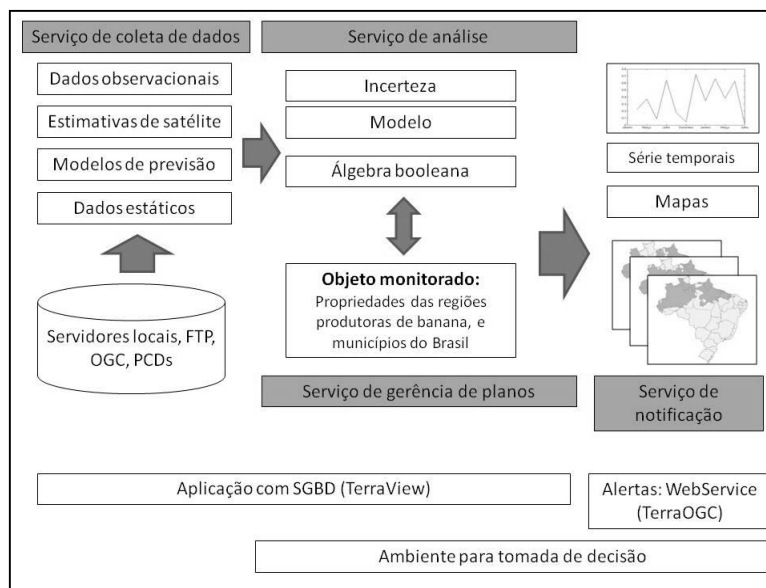 Serviço de coleta de dados
Dados observacionais
Estimativas de satélite
Modelos de previsão
Dados estáticos
Servidores locais, FTP,
OGC, PCDs
Serviço de análise
Incerteza
Modelo
Álgebra booleana
Objeto monitorado:
Propriedades das regiões
produtoras de banana, e
municípios do Brasil
Serviço de gerência de planos
Série temporais
Mapas
Serviço de
notificação
Aplicação com SGBD (TerraView)
Alertas: WebService
(TerraOGC)
Ambiente para tomada de decisão